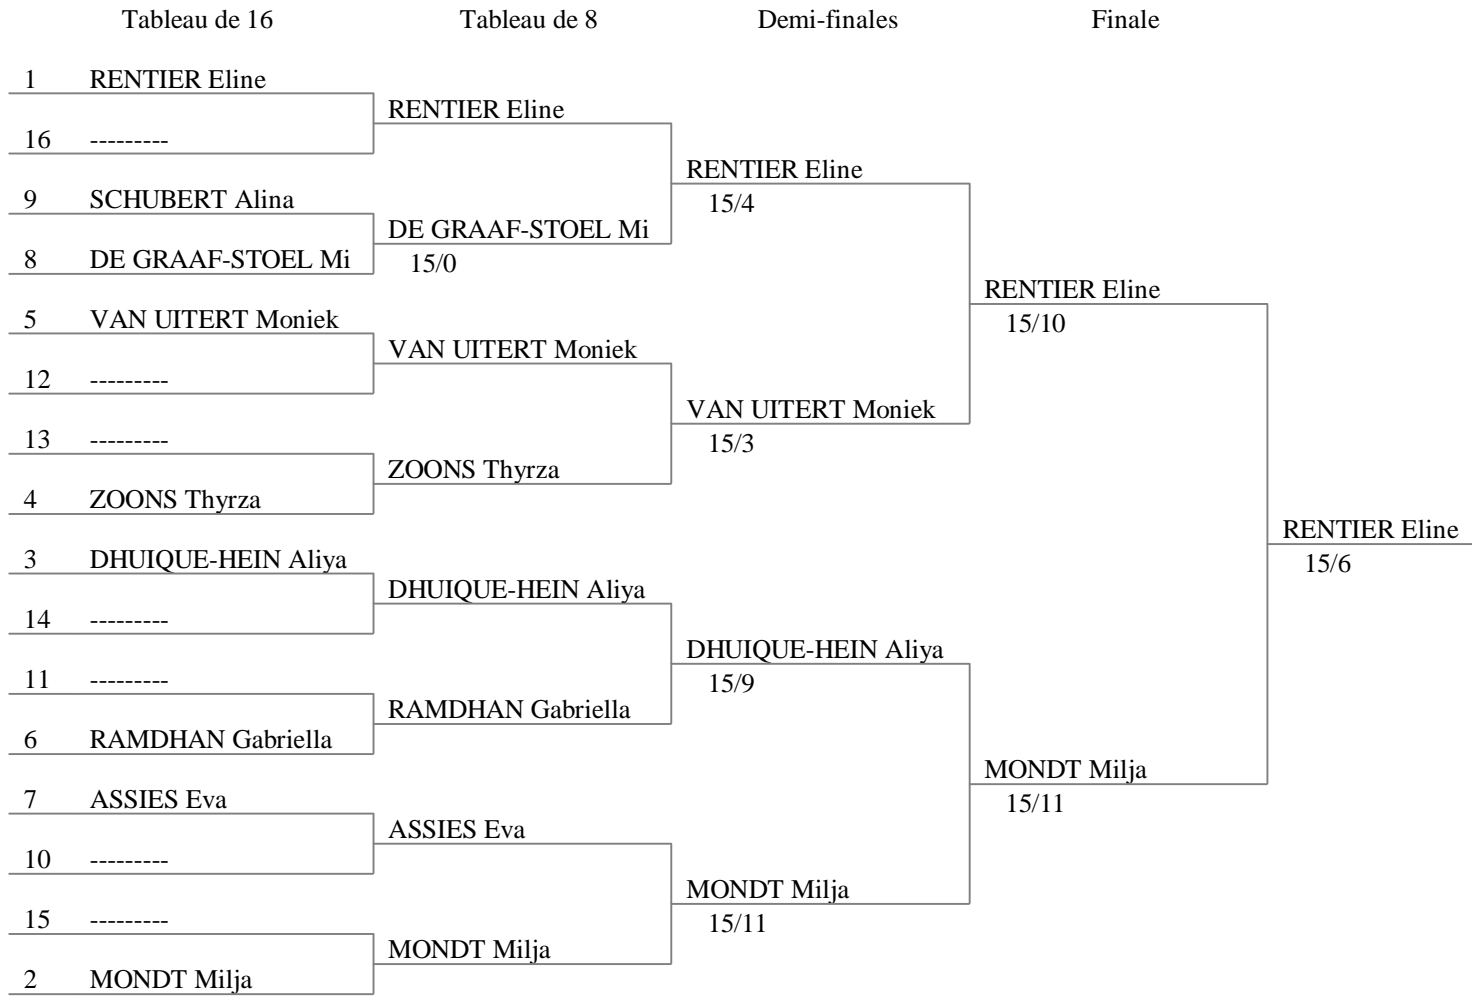 Tableau de 16 Tableau de 8 Demi-finales Finale
1 RENTIER Eline
RENTIER Eline
16 ---------
RENTIER Eline
9 SCHUBERT Alina
15/4
DE GRAAF-STOEL Mi
8 DE GRAAF-STOEL Mi
15/0
RENTIER Eline
5 VAN UITERT Moniek
15/10
VAN UITERT Moniek
12 ---------
VAN UITERT Moniek
13 ---------
15/3
ZOONS Thyrza
4 ZOONS Thyrza
RENTIER Eline
3 DHUIQUE-HEIN Aliya
15/6
DHUIQUE-HEIN Aliya
14 ---------
DHUIQUE-HEIN Aliya
11 ---------
15/9
RAMDHAN Gabriella
6 RAMDHAN Gabriella
MONDT Milja
7 ASSIES Eva
15/11
ASSIES Eva
10 ---------
MONDT Milja
15 ---------
15/11
MONDT Milja
2 MONDT Milja